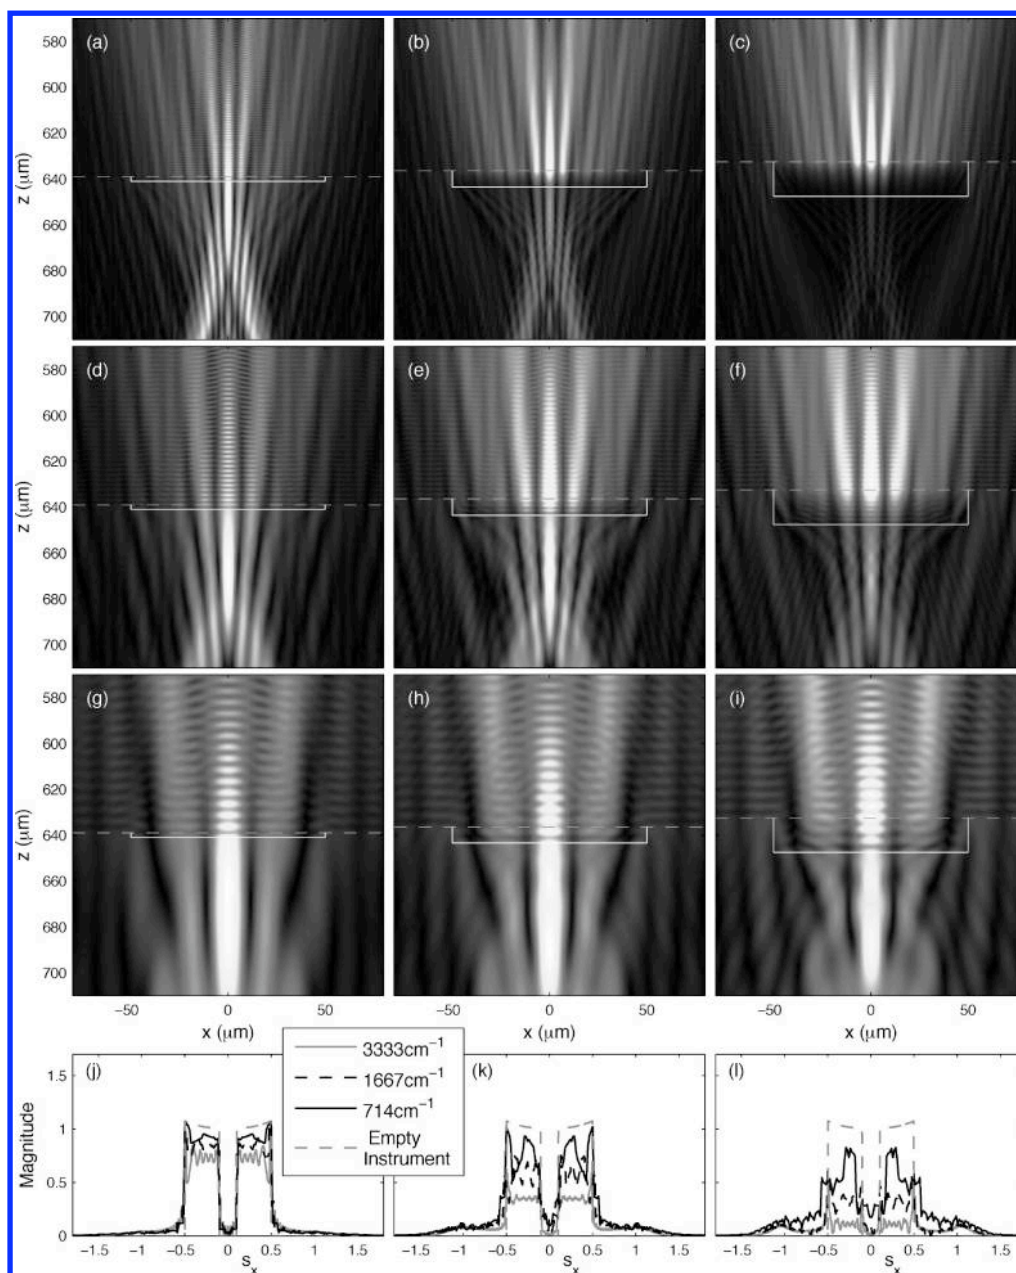 (a)
(b)
(c)
580
600
620
640
660
680
700
z (μm)
(d)
(e)
(f)
580
600
620
640
660
680
700
(g)
(h)
(i)
580
600
620
640
660
680
700
z (μm)
−50
0
50
−50
0
50
−50
0
50
x (μm)
x (μm)
x (μm)
(j)
(k)
(l)
1.5
1
0.5
0
Magnitude
3333cm⁻¹
1667cm⁻¹
714cm⁻¹
Empty
Instrument
−1.5 −1 −0.5 0 0.5 1 1.5
−1.5 −1 −0.5 0 0.5 1 1.5
−1.5 −1 −0.5 0 0.5 1 1.5
sₓ
sₓ
sₓ